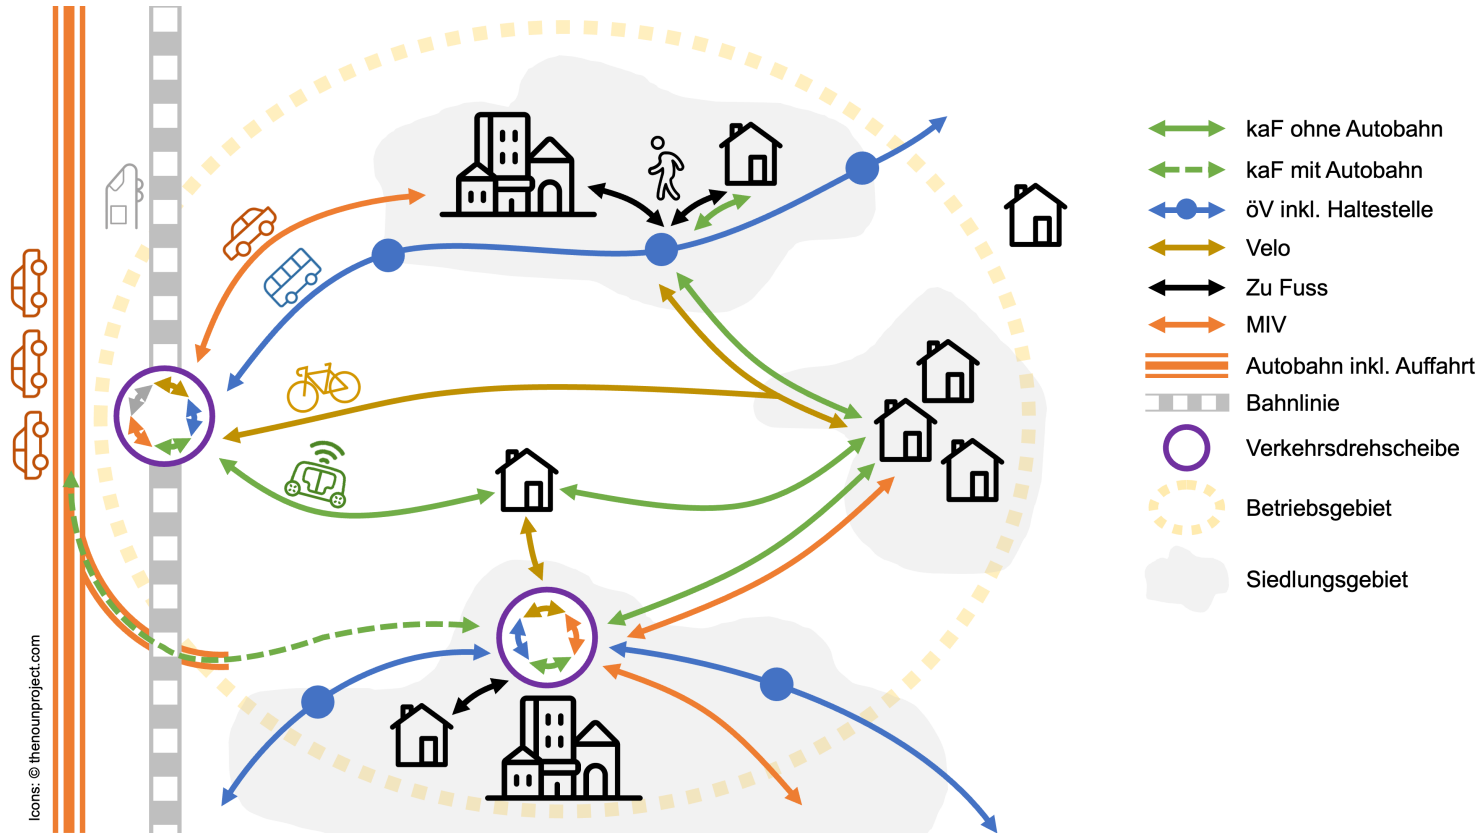 kaF ohne Autobahn
kaF mit Autobahn
öV inkl. Haltestelle
Velo
Zu Fuss
MIV
Autobahn inkl. Auffahrt
Bahnlinie
Verkehrsdrehscheibe
Betriebsgebiet
Siedlungsgebiet
Icons: © thenounproject.com